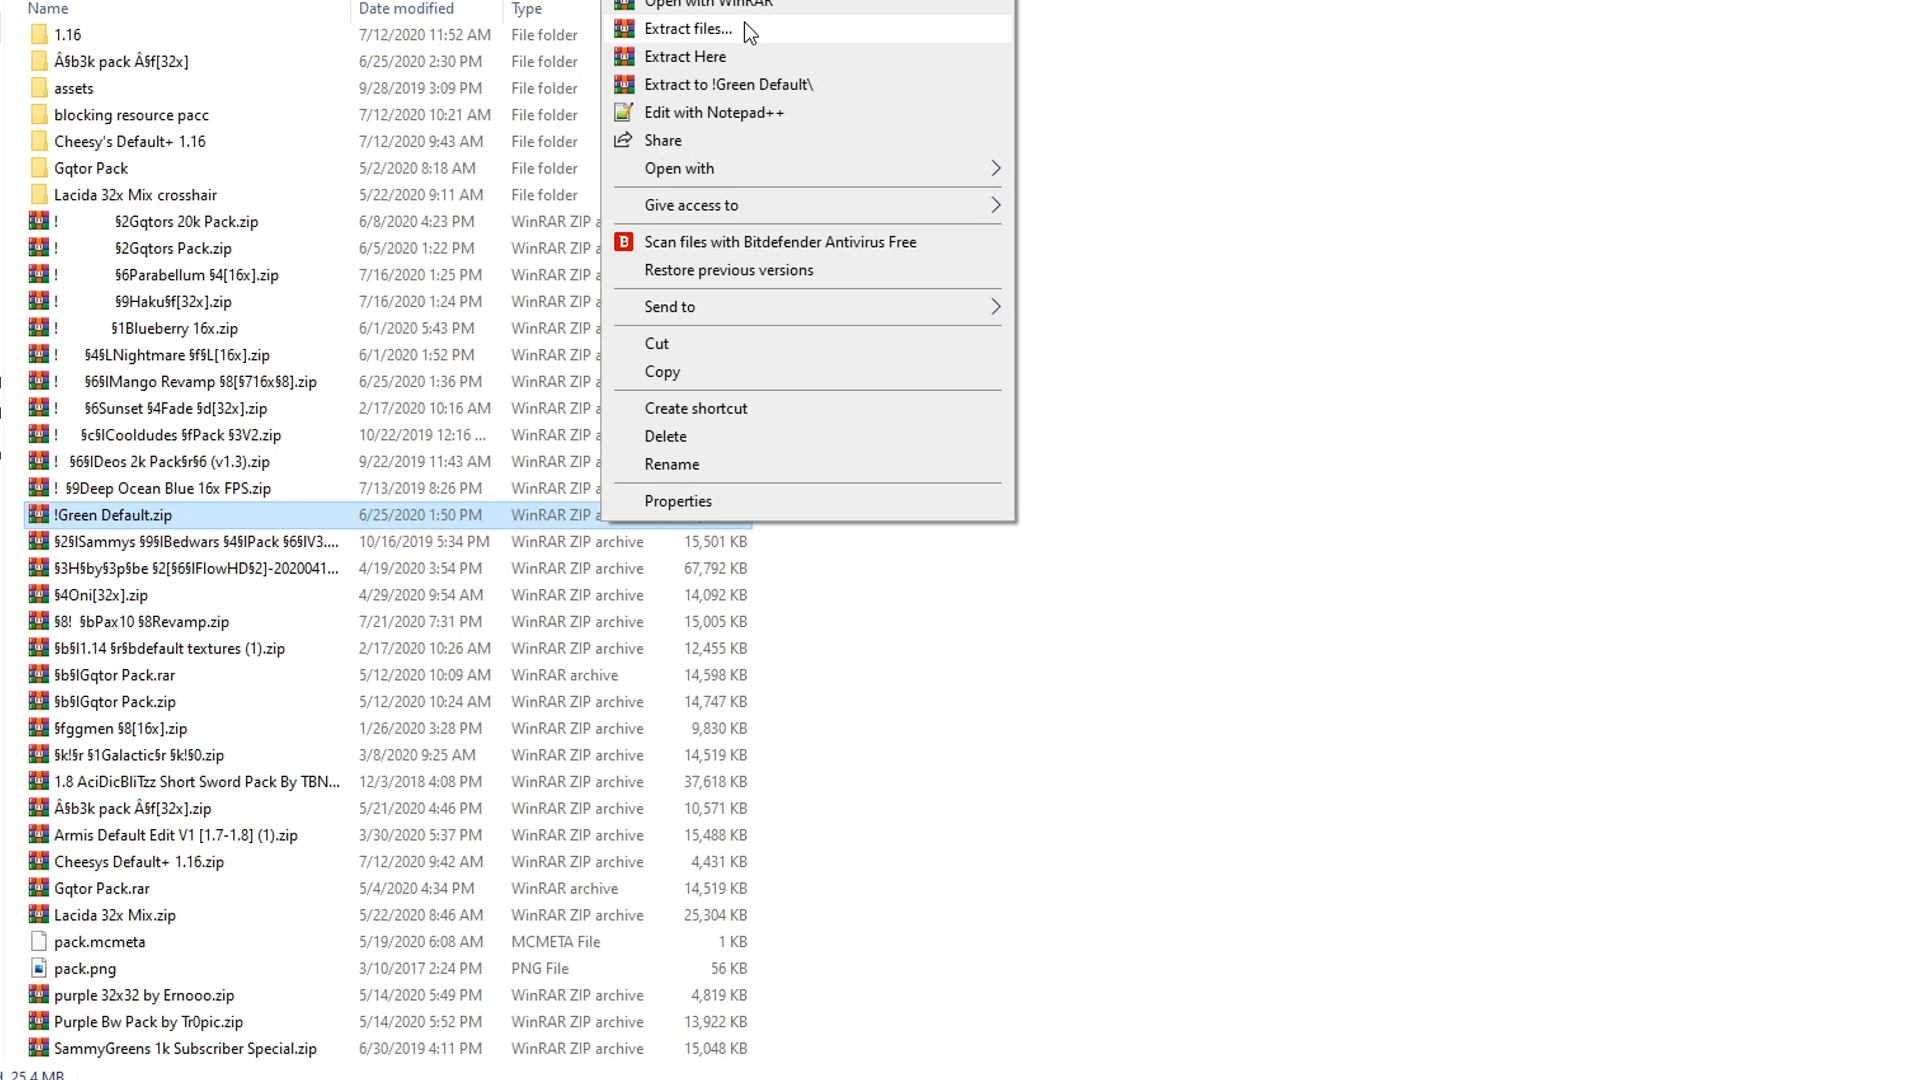 Name Date modified Type
1.16 7/12/2020 11:52 AM File folder
Â§b3k pack Â§f[32x] 6/25/2020 2:30 PM File folder
assets 9/28/2019 3:09 PM File folder
blocking resource pacc 7/12/2020 10:21 AM File folder
Cheesy's Default+ 1.16 7/12/2020 9:43 AM File folder
Gqtor Pack 5/2/2020 8:18 AM File folder
Lacida 32x Mix crosshair 5/22/2020 9:11 AM File folder
! §2Gqtors 20k Pack.zip 6/8/2020 4:23 PM WinRAR ZIP a
! §2Gqtors Pack.zip 6/5/2020 1:22 PM WinRAR ZIP a
! §6Parabellum §4[16x].zip 7/16/2020 1:25 PM WinRAR ZIP a
! §9Haku§f[32x].zip 7/16/2020 1:24 PM WinRAR ZIP a
! §1Blueberry 16x.zip 6/1/2020 5:43 PM WinRAR ZIP a
! §4§LNightmare §f§L[16x].zip 6/1/2020 1:52 PM WinRAR ZIP a
! §6§lMango Revamp §8[§716x§8].zip 6/25/2020 1:36 PM WinRAR ZIP a
! §6Sunset §4Fade §d[32x].zip 2/17/2020 10:16 AM WinRAR ZIP a
! §c§lCooldudes §fPack §3V2.zip 10/22/2019 12:16 ... WinRAR ZIP a
! §6§lDeos 2k Pack§r§6 (v1.3).zip 9/22/2019 11:43 AM WinRAR ZIP a
! §9Deep Ocean Blue 16x FPS.zip 7/13/2019 8:26 PM WinRAR ZIP a
!Green Default.zip 6/25/2020 1:50 PM WinRAR ZIP a
§2§lSammys §9§lBedwars §4§lPack §6§lV3.... 10/16/2019 5:34 PM WinRAR ZIP archive 15,501 KB
§3H§by§3p§be §2[§6§lFlowHD§2]-2020041... 4/19/2020 3:54 PM WinRAR ZIP archive 67,792 KB
§4Oni[32x].zip 4/29/2020 9:54 AM WinRAR ZIP archive 14,092 KB
§8! §bPax10 §8Revamp.zip 7/21/2020 7:31 PM WinRAR ZIP archive 15,005 KB
§b§l1.14 §r§bdefault textures (1).zip 2/17/2020 10:26 AM WinRAR ZIP archive 12,455 KB
§b§lGqtor Pack.rar 5/12/2020 10:09 AM WinRAR archive 14,598 KB
§b§lGqtor Pack.zip 5/12/2020 10:24 AM WinRAR ZIP archive 14,747 KB
§fggmen §8[16x].zip 1/26/2020 3:28 PM WinRAR ZIP archive 9,830 KB
§k!§r §1Galactic§r §k!§0.zip 3/8/2020 9:25 AM WinRAR ZIP archive 14,519 KB
1.8 AciDicBliTzz Short Sword Pack By TBN... 12/3/2018 4:08 PM WinRAR ZIP archive 37,618 KB
Â§b3k pack Â§f[32x].zip 5/21/2020 4:46 PM WinRAR ZIP archive 10,571 KB
Armis Default Edit V1 [1.7-1.8] (1).zip 3/30/2020 5:37 PM WinRAR ZIP archive 15,488 KB
Cheesys Default+ 1.16.zip 7/12/2020 9:42 AM WinRAR ZIP archive 4,431 KB
Gqtor Pack.rar 5/4/2020 4:34 PM WinRAR archive 14,519 KB
Lacida 32x Mix.zip 5/22/2020 8:46 AM WinRAR ZIP archive 25,304 KB
pack.mcmeta 5/19/2020 6:08 AM MCMETA File 1 KB
pack.png 3/10/2017 2:24 PM PNG File 56 KB
purple 32x32 by Ernooo.zip 5/14/2020 5:49 PM WinRAR ZIP archive 4,819 KB
Purple Bw Pack by Tr0pic.zip 5/14/2020 5:52 PM WinRAR ZIP archive 13,922 KB
SammyGreens 1k Subscriber Special.zip 6/30/2019 4:11 PM WinRAR ZIP archive 15,048 KB
25.4 MB
Open with WinRAR
Extract files...
Extract Here
Extract to !Green Default\
Edit with Notepad++
Share
Open with
Give access to
Scan files with Bitdefender Antivirus Free
Restore previous versions
Send to
Cut
Copy
Create shortcut
Delete
Rename
Properties